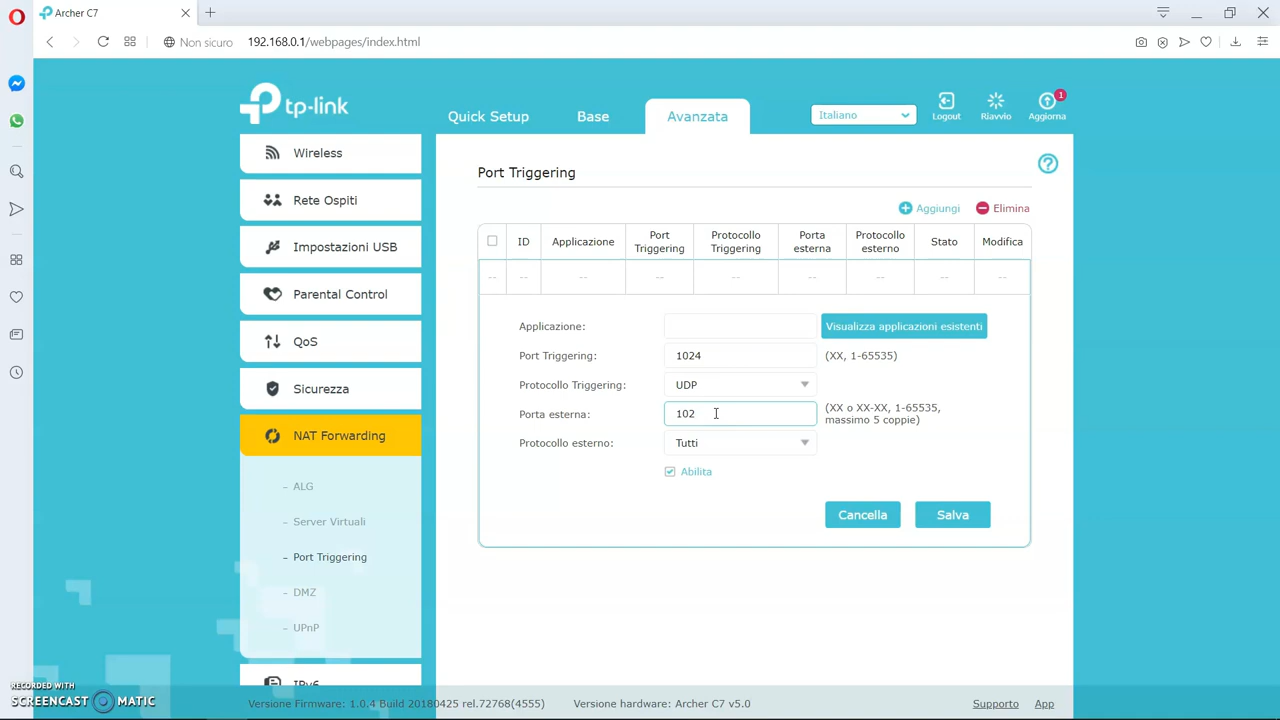 Archer C7
Non sicuro
192.168.0.1/webpages/index.html
tp-link
Quick Setup
Base
Avanzata
Italiano
Logout
Riavvio
1
Aggiorna
Wireless
Rete Ospiti
Impostazioni USB
Parental Control
QoS
Sicurezza
NAT Forwarding
- ALG
- Server Virtuali
- Port Triggering
- DMZ
- UPnP
IPv6
Port Triggering
?
Aggiungi
Elimina
ID
Applicazione
Port Triggering
Protocollo Triggering
Porta esterna
Protocollo esterno
Stato
Modifica
-- -- -- -- -- -- -- -- --
Applicazione:
Visualizza applicazioni esistenti
Port Triggering: 1024 (XX, 1-65535)
Protocollo Triggering: UDP
Porta esterna: 102 (XX o XX-XX, 1-65535, massimo 5 coppie)
Protocollo esterno: Tutti
Abilita
Cancella
Salva
RECORDED WITH
SCREENCAST MATIC
Versione Firmware: 1.0.4 Build 20180425 rel.72768(4555)
Versione hardware: Archer C7 v5.0
Supporto
App